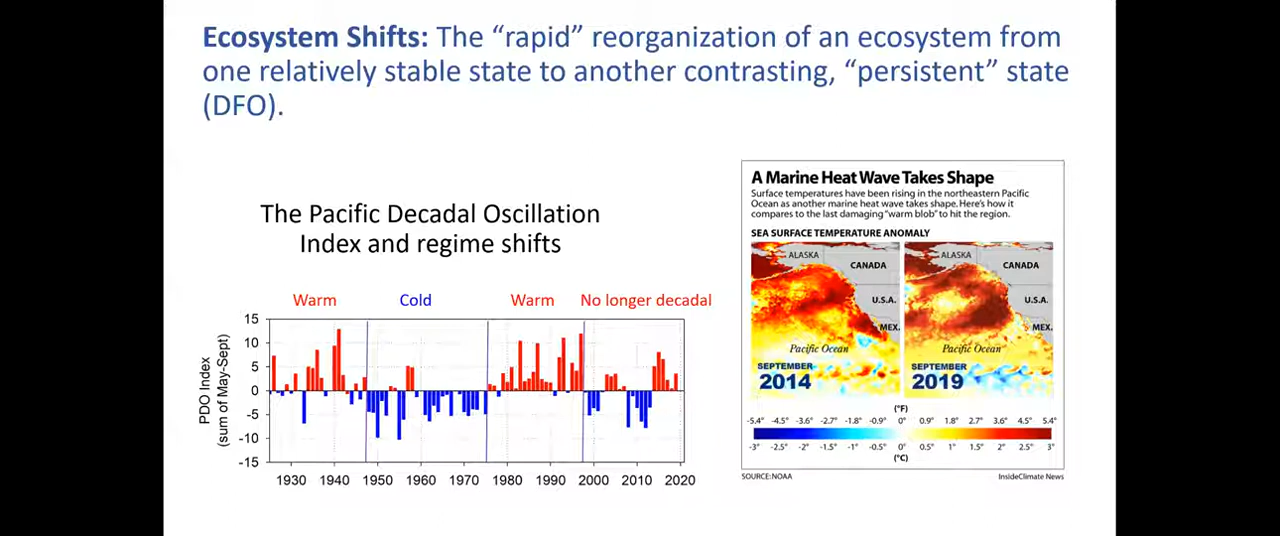 Ecosystem Shifts: The “rapid” reorganization of an ecosystem from
one relatively stable state to another contrasting, “persistent” state
(DFO).
The Pacific Decadal Oscillation
Index and regime shifts
Warm Cold Warm No longer decadal
PDO Index
(sum of May-Sept)
15
10
5
0
-5
-10
-15
1930 1940 1950 1960 1970 1980 1990 2000 2010 2020
A Marine Heat Wave Takes Shape
Surface temperatures have been rising in the northeastern Pacific
Ocean as another marine heat wave takes shape. Here's how it
compares to the last damaging "warm blob" to hit the region.
SEA SURFACE TEMPERATURE ANOMALY
ALASKA
CANADA
U.S.A.
MEX.
Pacific Ocean
SEPTEMBER
2014
ALASKA
CANADA
U.S.A.
MEX.
Pacific Ocean
SEPTEMBER
2019
(°F)
-5.4° -4.5° -3.6° -2.7° -1.8° -0.9° 0° 0.9° 1.8° 2.7° 3.6° 4.5° 5.4°
-3° -2.5° -2° -1.5° -1° -0.5° 0° 0.5° 1° 1.5° 2° 2.5° 3°
(°C)
SOURCE: NOAA InsideClimate News